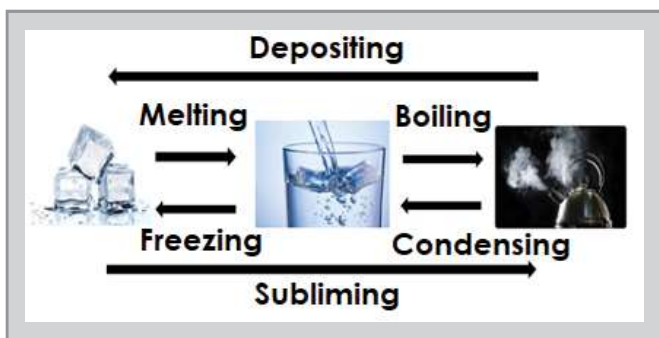 Depositing
Melting
Boiling
Freezing
Condensing
Subliming